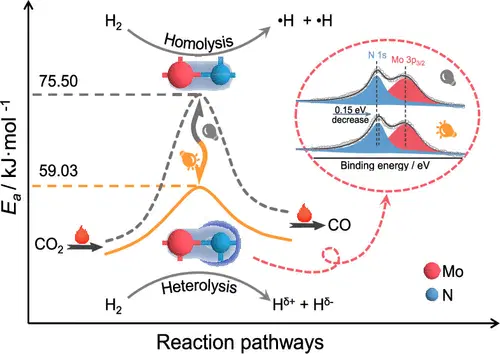 H₂
•H + •H
Homolysis
N 1s Mo 3p₃/₂
0.15 eV
decrease
Binding energy / eV
75.50
59.03
Eₐ / kJ·mol⁻¹
CO₂
CO
Mo
N
Heterolysis
H₂
Hᵟ⁺ + Hᵟ⁻
Reaction pathways